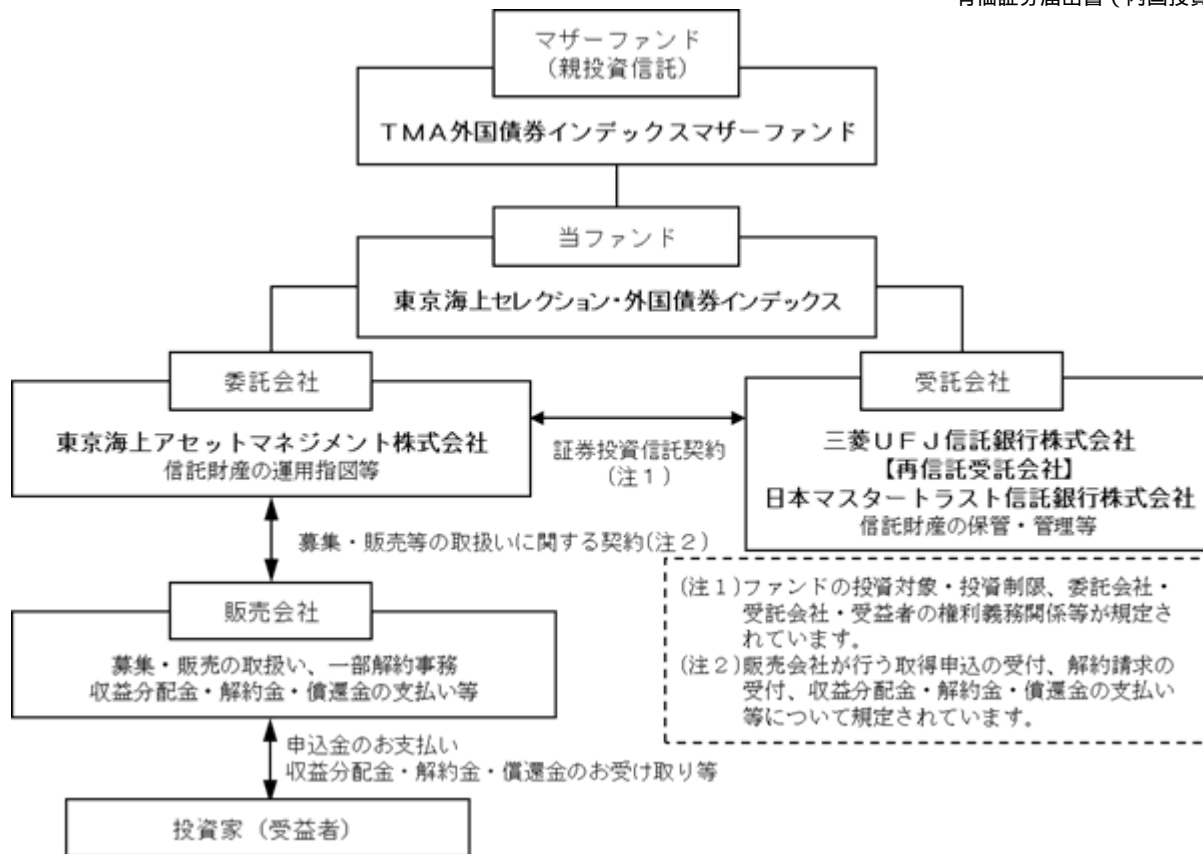 有価証券届出書（内国投資
マザーファンド
（親投資信託）
ＴＭＡ外国債券インデックスマザーファンド
当ファンド
東京海上セレクション・外国債券インデックス
委託会社
東京海上アセットマネジメント株式会社
信託財産の運用指図等
証券投資信託契約
(注１)
受託会社
三菱ＵＦＪ信託銀行株式会社
【再信託受託会社】
日本マスタートラスト信託銀行株式会社
信託財産の保管・管理等
募集・販売等の取扱いに関する契約(注２)
販売会社
募集・販売の取扱い、一部解約事務
収益分配金・解約金・償還金の支払い等
(注１)ファンドの投資対象・投資制限、委託会社・
受託会社・受益者の権利義務関係等が規定さ
れています。
(注２)販売会社が行う取得申込の受付、解約請求の
受付、収益分配金・解約金・償還金の支払い
等について規定されています。
申込金のお支払い
収益分配金・解約金・償還金のお受け取り等
投資家（受益者）